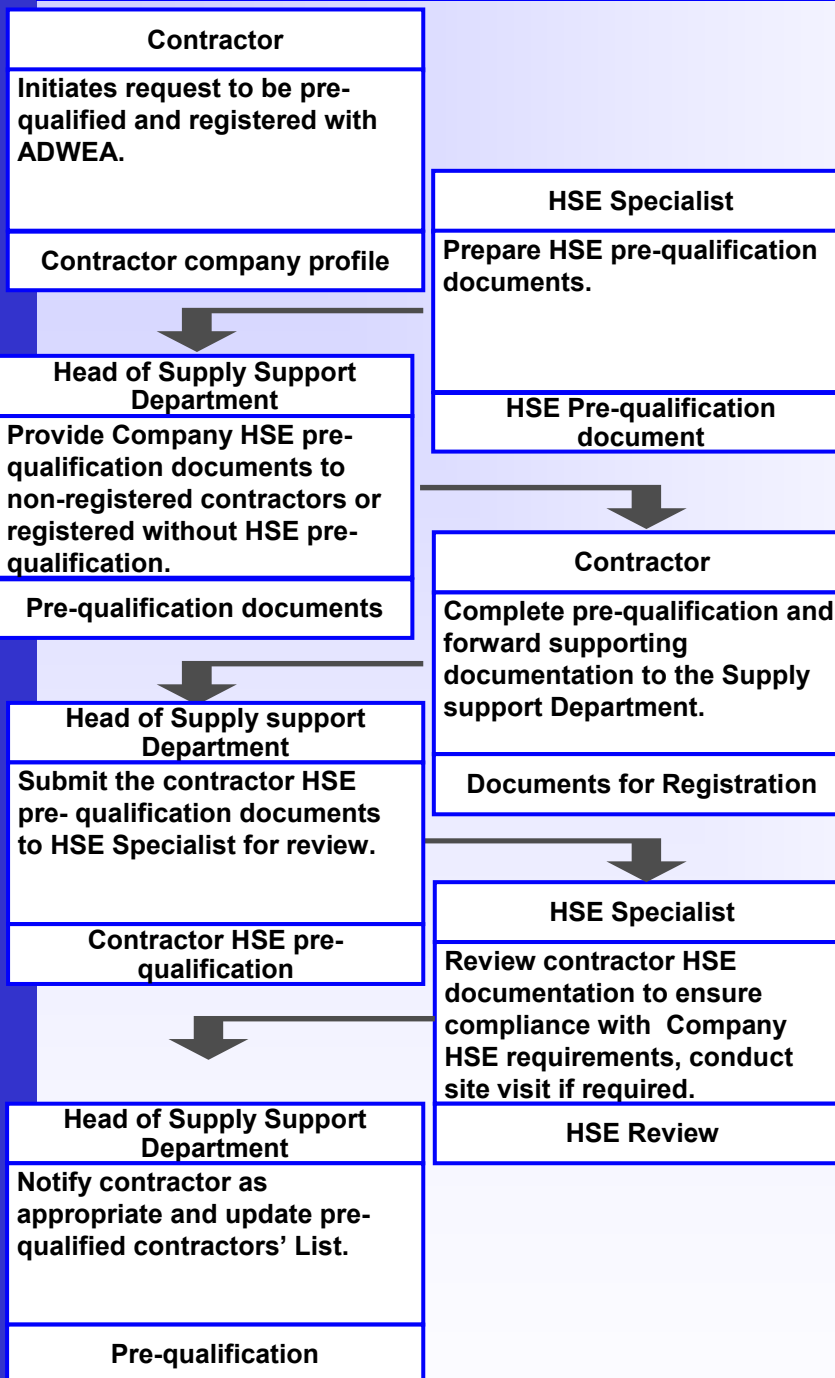 Contractor
Initiates request to be pre-
qualified and registered with
ADWEA.
Contractor company profile
HSE Specialist
Prepare HSE pre-qualification
documents.
HSE Pre-qualification
document
Head of Supply Support
Department
Provide Company HSE pre-
qualification documents to
non-registered contractors or
registered without HSE pre-
qualification.
Pre-qualification documents
Contractor
Complete pre-qualification and
forward supporting
documentation to the Supply
support Department.
Documents for Registration
Head of Supply support
Department
Submit the contractor HSE
pre- qualification documents
to HSE Specialist for review.
Contractor HSE pre-
qualification
HSE Specialist
Review contractor HSE
documentation to ensure
compliance with  Company
HSE requirements, conduct
site visit if required.
HSE Review
Head of Supply Support
Department
Notify contractor as
appropriate and update pre-
qualified contractors’ List.
Pre-qualification